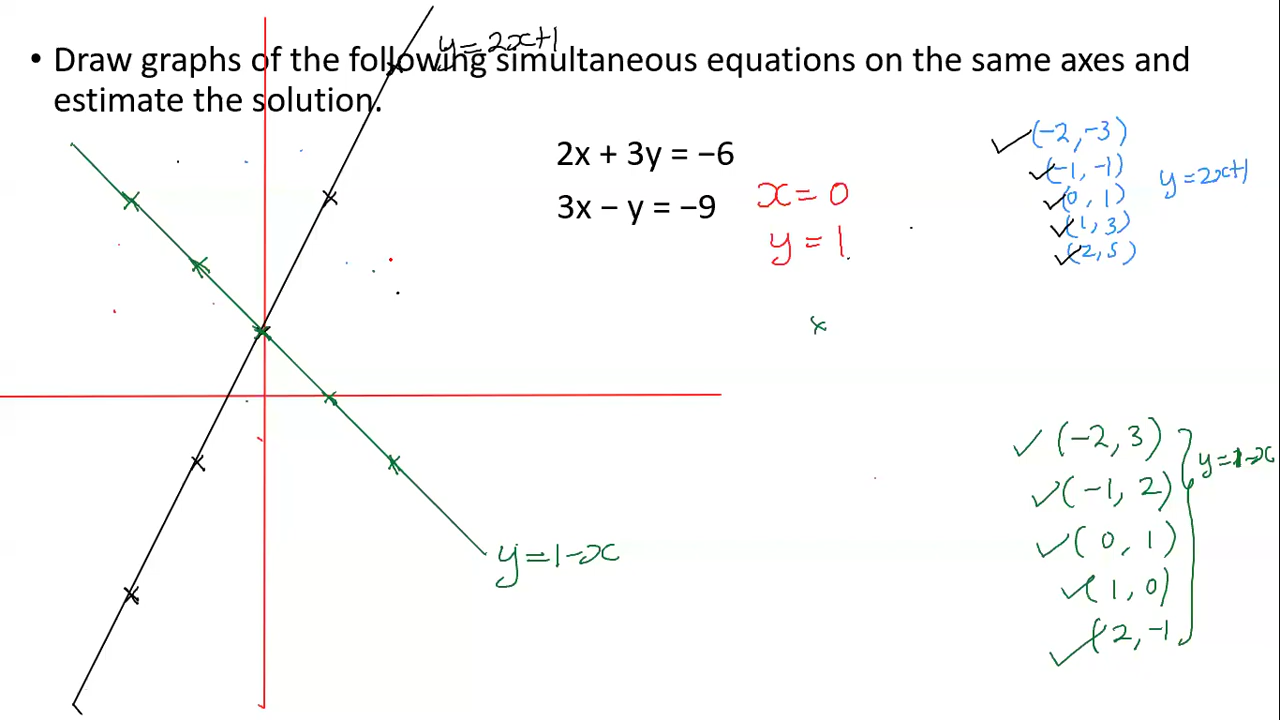 y=2x+1
• Draw graphs of the following simultaneous equations on the same axes and
estimate the solution.
2x + 3y = −6
3x − y = −9
x = 0
y = 1
(-2, -3)
(-1, -1)
(0, 1)
(1, 3)
(2, 5)
y = 2x+1
(-2, 3)
(-1, 2)
(0, 1)
(1, 0)
(2, -1
y = 1-x
y = 1-x